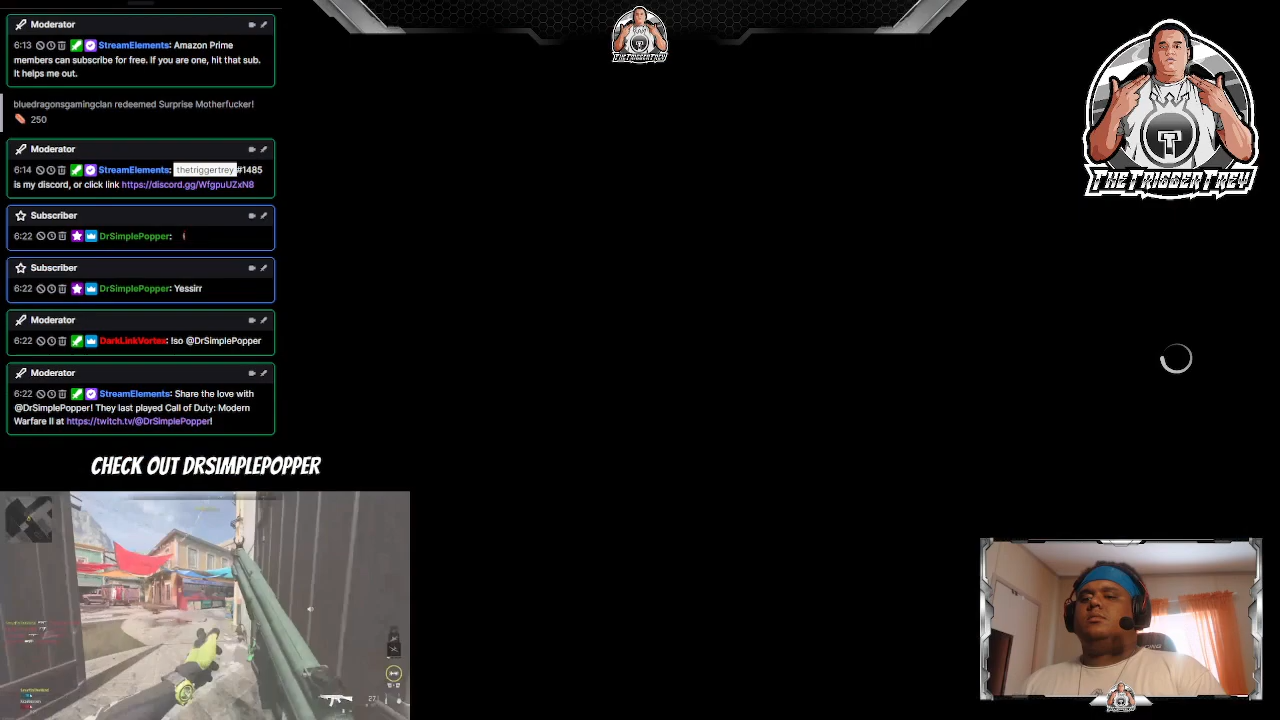 Moderator
6:13 StreamElements: Amazon Prime
members can subscribe for free. If you are one, hit that sub.
It helps me out.
bluedragonsgamingclan redeemed Surprise Motherfucker!
250
Moderator
6:14 StreamElements: thetriggertrey #1485
is my discord, or click link https://discord.gg/WfgpuUZxN8
Subscriber
6:22 DrSimplePopper:
Subscriber
6:22 DrSimplePopper: Yessirr
Moderator
6:22 DarkLinkVortex: !so @DrSimplePopper
Moderator
6:22 StreamElements: Share the love with
@DrSimplePopper! They last played Call of Duty: Modern
Warfare II at https://twitch.tv/@DrSimplePopper!
CHECK OUT DRSIMPLEPOPPER
THETRIGGERTREY
T
THETRIGGERTREY
27